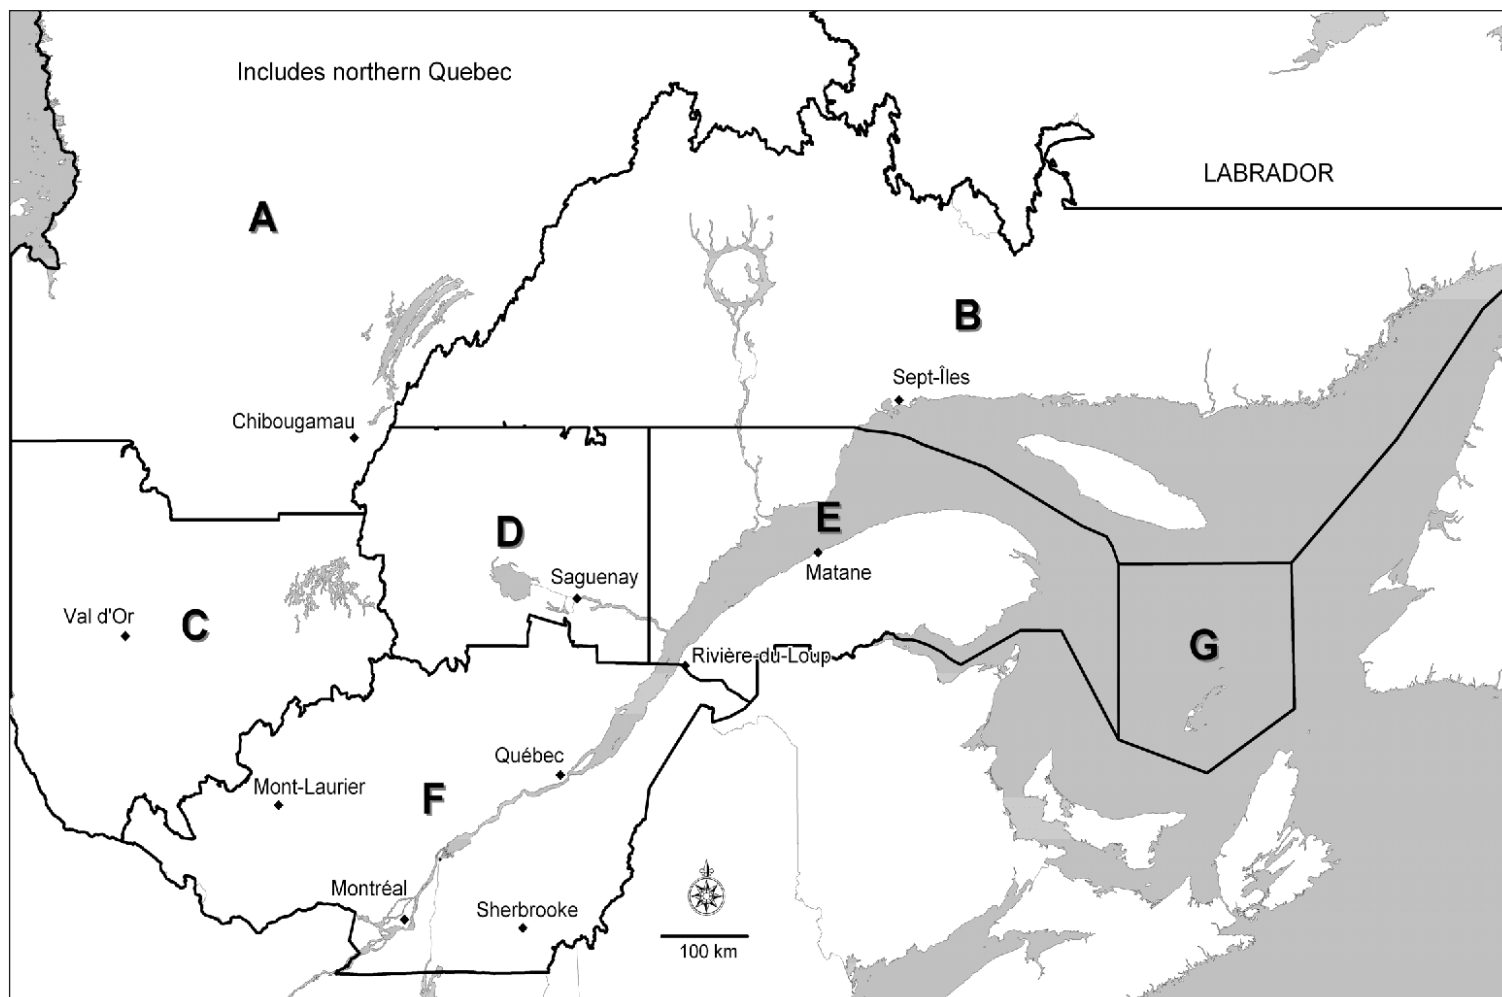 Includes northern Quebec
LABRADOR
A
B
Sept-Îles
Chibougamau
D
E
Matane
Saguenay
Val d'Or
C
G
Rivière-du-Loup
Québec
Mont-Laurier
F
Montréal
Sherbrooke
100 km